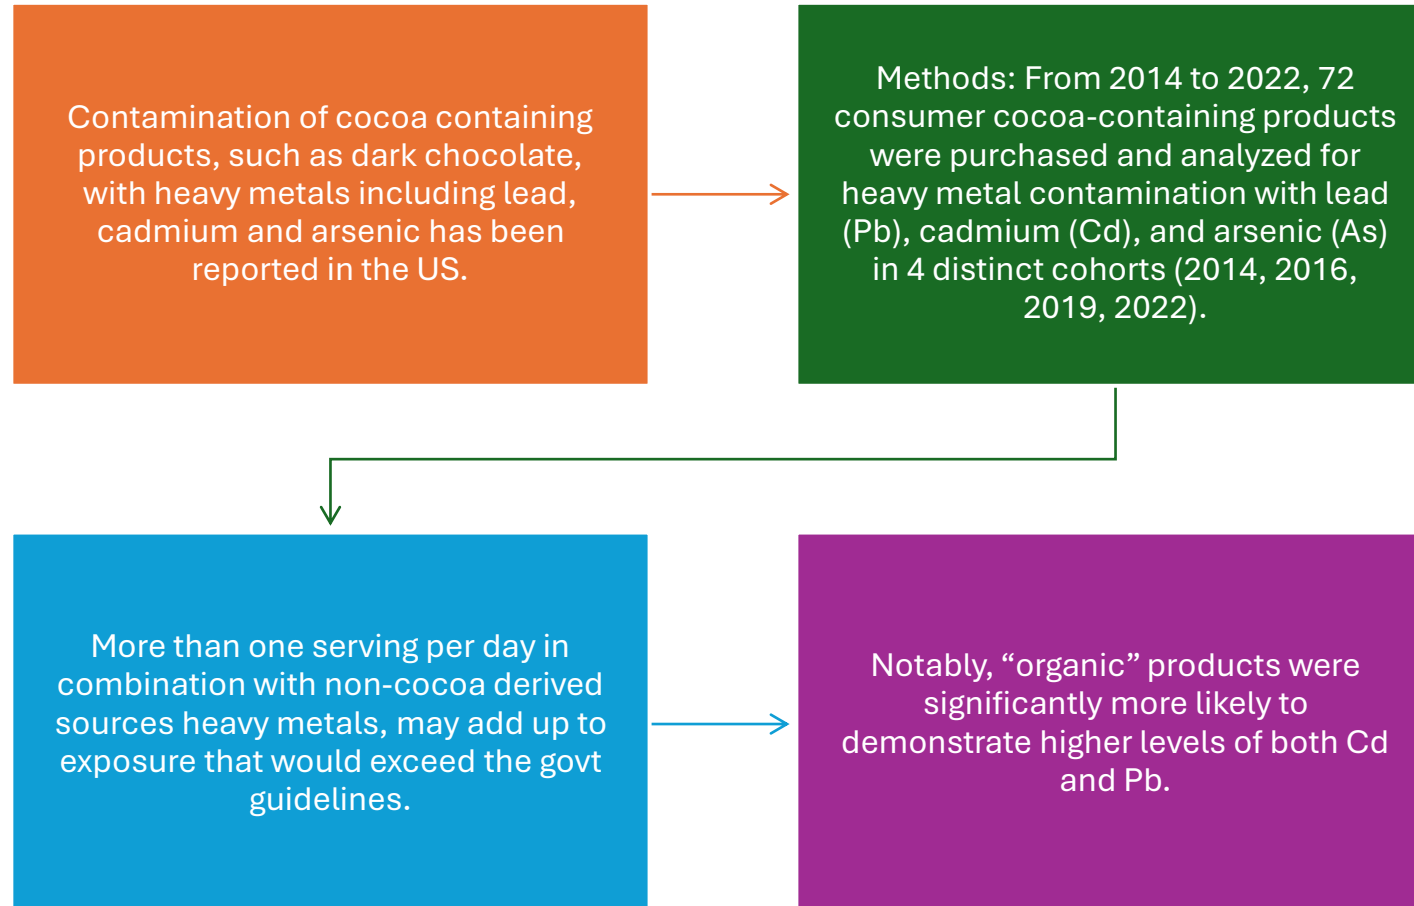 Contamination of cocoa containing
products, such as dark chocolate,
with heavy metals including lead,
cadmium and arsenic has been
reported in the US.
Methods: From 2014 to 2022, 72
consumer cocoa-containing products
were purchased and analyzed for
heavy metal contamination with lead
(Pb), cadmium (Cd), and arsenic (As)
in 4 distinct cohorts (2014, 2016,
2019, 2022).
More than one serving per day in
combination with non-cocoa derived
sources heavy metals, may add up to
exposure that would exceed the govt
guidelines.
Notably, “organic” products were
significantly more likely to
demonstrate higher levels of both Cd
and Pb.